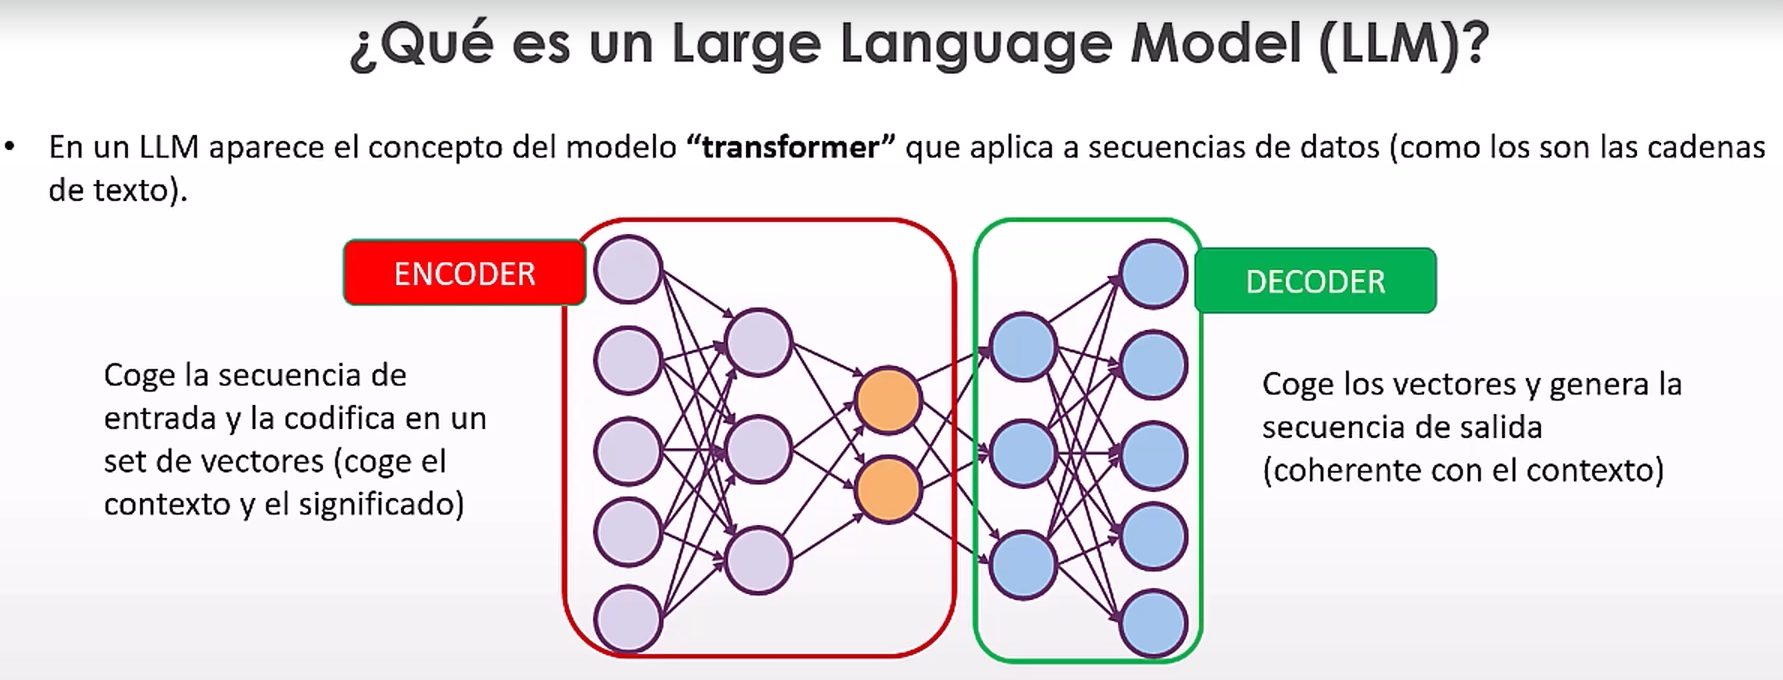 ¿Qué es un Large Language Model (LLM)?
• En un LLM aparece el concepto del modelo “transformer” que aplica a secuencias de datos (como los son las cadenas
de texto).
ENCODER
DECODER
Coge la secuencia de
entrada y la codifica en un
set de vectores (coge el
contexto y el significado)
Coge los vectores y genera la
secuencia de salida
(coherente con el contexto)